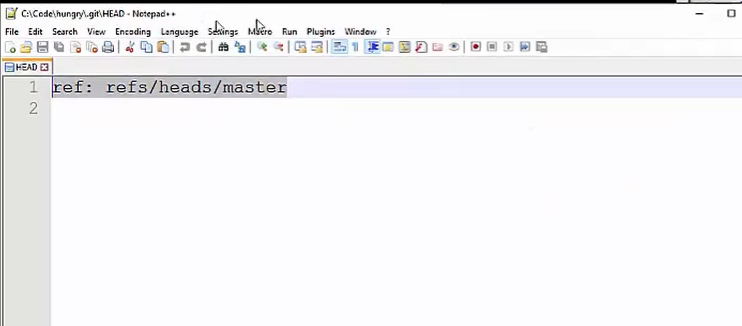 C:\Code\hungry\.git\HEAD - Notepad++
File Edit Search View Encoding Language Settings Macro Run Plugins Window ?
HEAD
1 ref: refs/heads/master
2